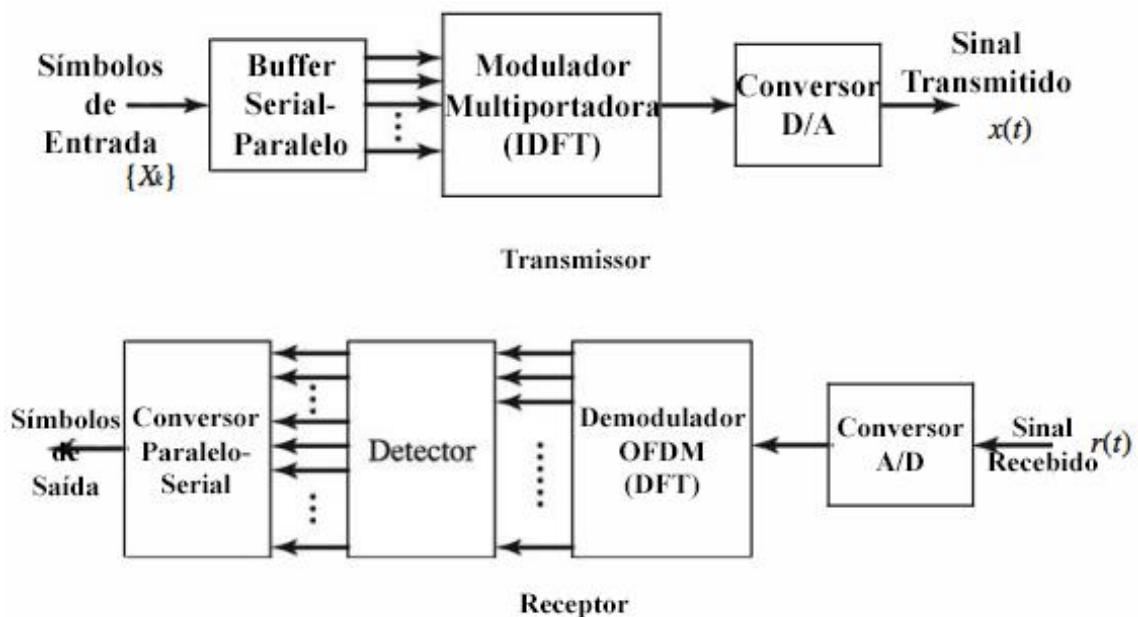 Símbolos
de
Entrada
{Xk}
Buffer
Serial-
Paralelo
Modulador
Multiportadora
(IDFT)
Conversor
D/A
Sinal
Transmitido
x(t)
Transmissor
Símbolos
de
Saída
Conversor
Paralelo-
Serial
Detector
Demodulador
OFDM
(DFT)
Conversor
A/D
Sinal
Recebido
r(t)
Receptor